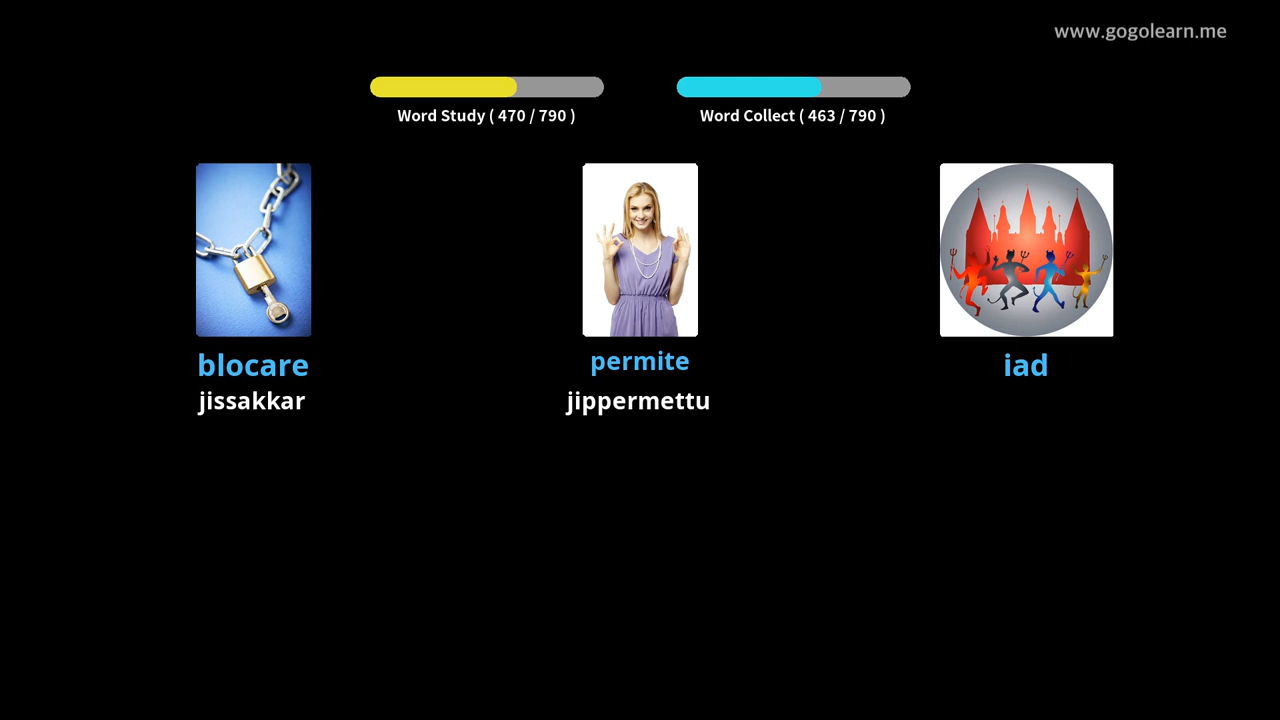 www.gogolearn.me
Word Study ( 470 / 790 )
Word Collect ( 463 / 790 )
blocare
jissakkar
permite
jippermettu
iad